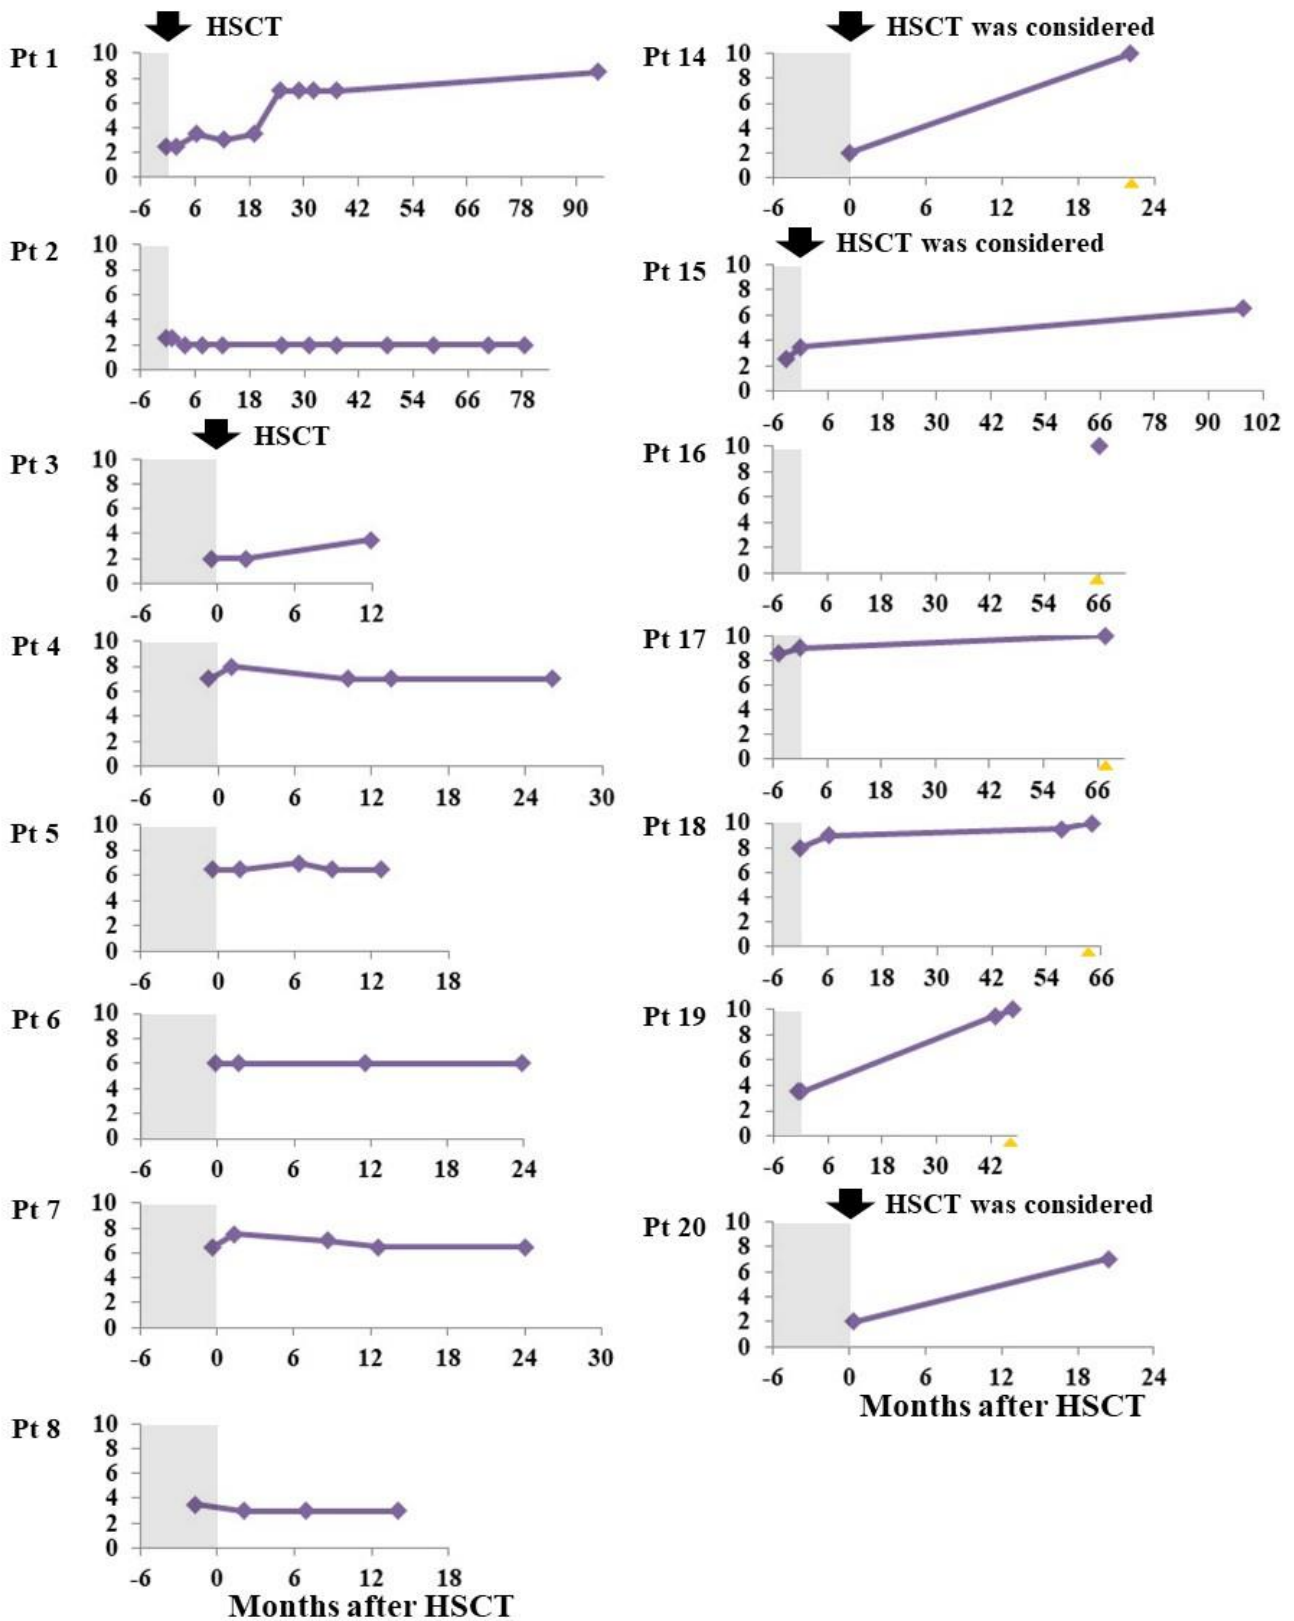 HSCT
Pt 1
10
8
6
4
2
0
-6 6 18 30 42 54 66 78 90
Pt 2
10
8
6
4
2
0
-6 6 18 30 42 54 66 78
HSCT
Pt 3
10
8
6
4
2
0
-6 0 6 12
Pt 4
10
8
6
4
2
0
-6 0 6 12 18 24 30
Pt 5
10
8
6
4
2
0
-6 0 6 12 18
Pt 6
10
8
6
4
2
0
-6 0 6 12 18 24
Pt 7
10
8
6
4
2
0
-6 0 6 12 18 24 30
Pt 8
10
8
6
4
2
0
-6 0 6 12 18
Months after HSCT
HSCT was considered
Pt 14
10
8
6
4
2
0
-6 0 6 12 18 24
HSCT was considered
Pt 15
10
8
6
4
2
0
-6 6 18 30 42 54 66 78 90 102
Pt 16
10
8
6
4
2
0
-6 6 18 30 42 54 66
Pt 17
10
8
6
4
2
0
-6 6 18 30 42 54 66
Pt 18
10
8
6
4
2
0
-6 6 18 30 42 54 66
Pt 19
10
8
6
4
2
0
-6 6 18 30 42
HSCT was considered
Pt 20
10
8
6
4
2
0
-6 0 6 12 18 24
Months after HSCT